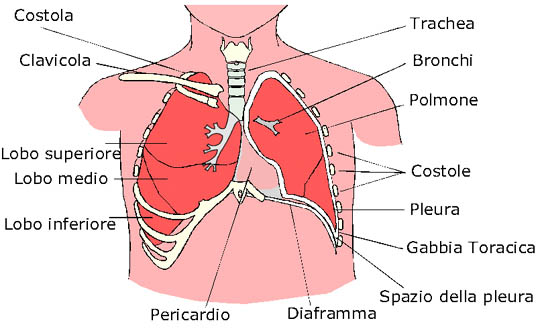 Costola
Clavicola
Trachea
Bronchi
Polmone
Lobo superiore
Lobo medio
Lobo inferiore
Costole
Pleura
Gabbia Toracica
Spazio della pleura
Pericardio
Diaframma